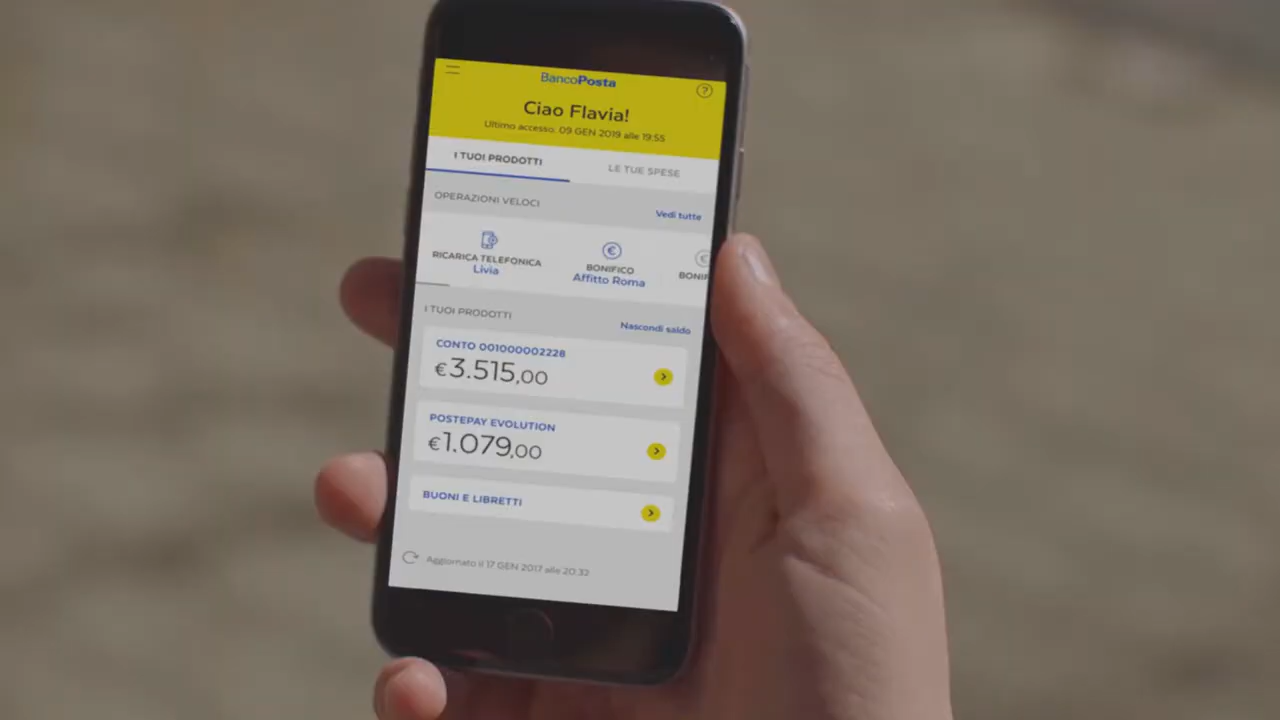 BancoPosta
?
Ciao Flavia!
Ultimo accesso: 09 GEN 2019 alle 19:55
I TUOI PRODOTTI
LE TUE SPESE
OPERAZIONI VELOCI
Vedi tutte
RICARICA TELEFONICA
Livia
€
BONIFICO
Affitto Roma
€
BONIF
I TUOI PRODOTTI
Nascondi saldo
CONTO 001000002228
€3.515,00
POSTEPAY EVOLUTION
€1.079,00
BUONI E LIBRETTI
Aggiornato il 17 GEN 2017 alle 20:32